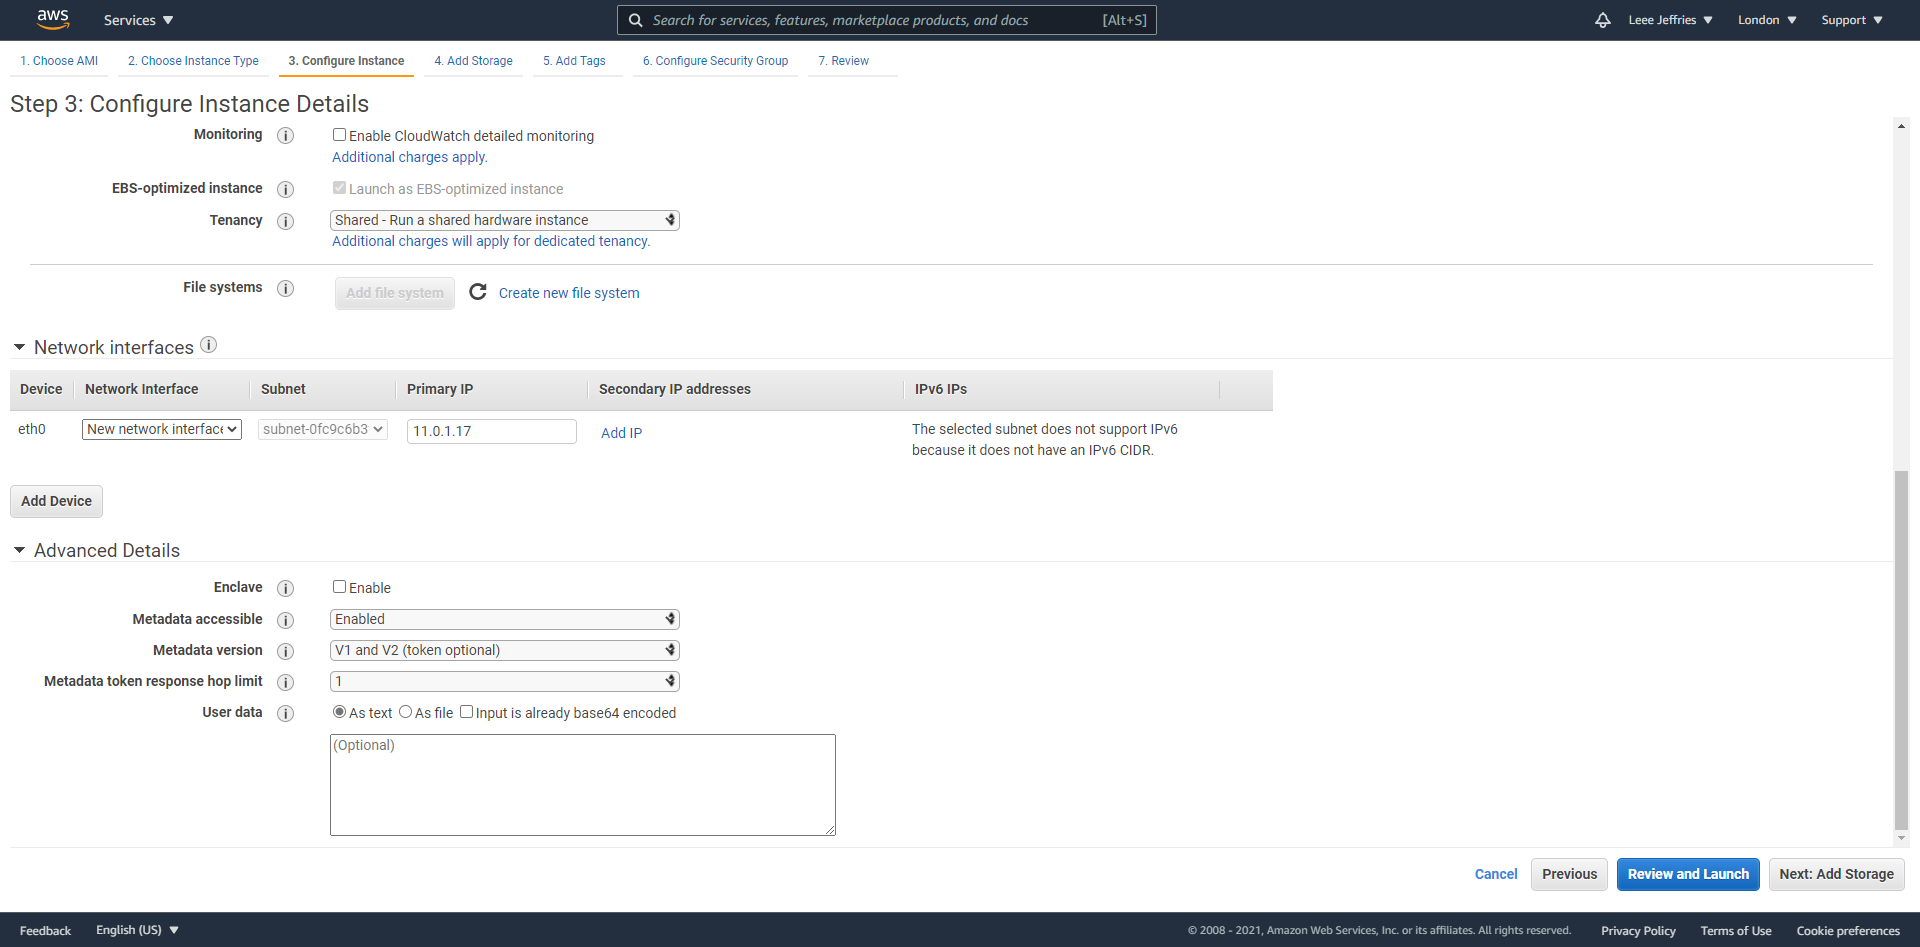 aws
Services
Search for services, features, marketplace products, and docs [Alt+S]
Leee Jeffries
London
Support
1. Choose AMI
2. Choose Instance Type
3. Configure Instance
4. Add Storage
5. Add Tags
6. Configure Security Group
7. Review
Step 3: Configure Instance Details
Monitoring
Enable CloudWatch detailed monitoring
Additional charges apply.
EBS-optimized instance
Launch as EBS-optimized instance
Tenancy
Shared - Run a shared hardware instance
Additional charges will apply for dedicated tenancy.
File systems
Add file system
Create new file system
Network interfaces
Device
Network Interface
Subnet
Primary IP
Secondary IP addresses
IPv6 IPs
eth0
New network interface
subnet-0fc9c6b3
11.0.1.17
Add IP
The selected subnet does not support IPv6
because it does not have an IPv6 CIDR.
Add Device
Advanced Details
Enclave
Enable
Metadata accessible
Enabled
Metadata version
V1 and V2 (token optional)
Metadata token response hop limit
1
User data
As text
As file
Input is already base64 encoded
(Optional)
Cancel
Previous
Review and Launch
Next: Add Storage
Feedback
English (US)
© 2008 - 2021, Amazon Web Services, Inc. or its affiliates. All rights reserved.
Privacy Policy
Terms of Use
Cookie preferences